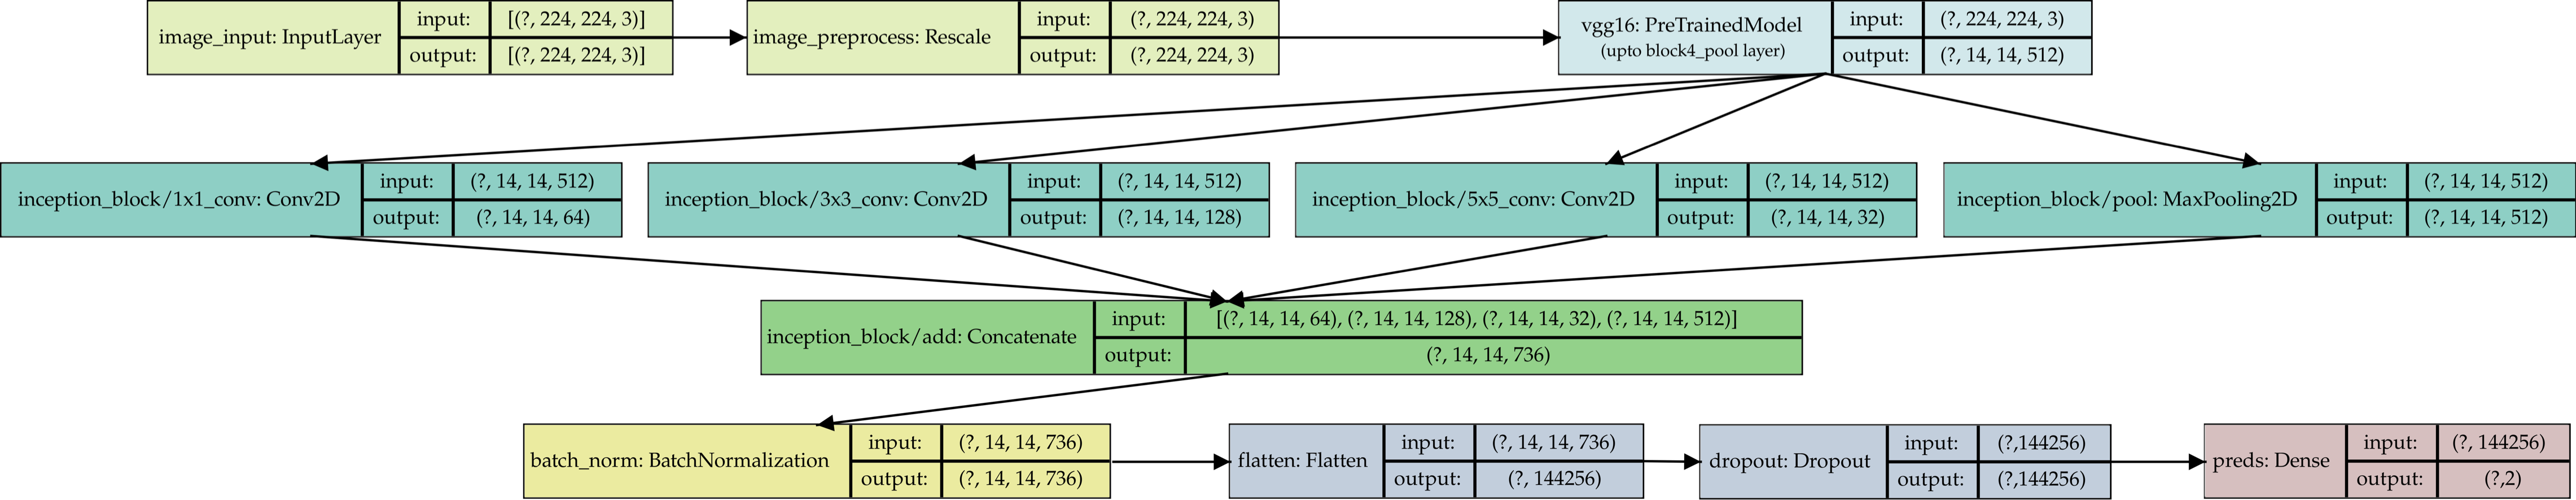 image_input: InputLayer
input: [(?, 224, 224, 3)]
output: [(?, 224, 224, 3)]
image_preprocess: Rescale
input: (?, 224, 224, 3)
output: (?, 224, 224, 3)
vgg16: PreTrainedModel
(upto block4_pool layer)
input: (?, 224, 224, 3)
output: (?, 14, 14, 512)
inception_block/1x1_conv: Conv2D
input: (?, 14, 14, 512)
output: (?, 14, 14, 64)
inception_block/3x3_conv: Conv2D
input: (?, 14, 14, 512)
output: (?, 14, 14, 128)
inception_block/5x5_conv: Conv2D
input: (?, 14, 14, 512)
output: (?, 14, 14, 32)
inception_block/pool: MaxPooling2D
input: (?, 14, 14, 512)
output: (?, 14, 14, 512)
inception_block/add: Concatenate
input: [(?, 14, 14, 64), (?, 14, 14, 128), (?, 14, 14, 32), (?, 14, 14, 512)]
output: (?, 14, 14, 736)
batch_norm: BatchNormalization
input: (?, 14, 14, 736)
output: (?, 14, 14, 736)
flatten: Flatten
input: (?, 14, 14, 736)
output: (?, 144256)
dropout: Dropout
input: (?,144256)
output: (?,144256)
preds: Dense
input: (?, 144256)
output: (?,2)